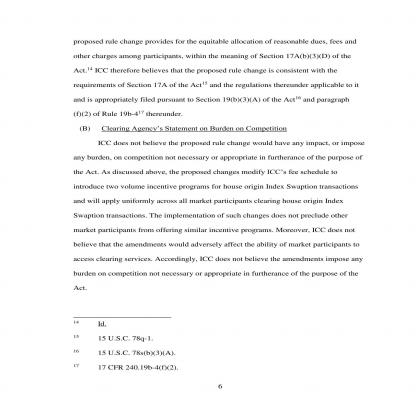 proposed rule change provides for the equitable allocation of reasonable dues, fees and
other charges among participants, within the meaning of Section 17A(b)(3)(D) of the
Act.14 ICC therefore believes that the proposed rule change is consistent with the
requirements of Section 17A of the Act15 and the regulations thereunder applicable to it
and is appropriately filed pursuant to Section 19(b)(3)(A) of the Act16 and paragraph
(f)(2) of Rule 19b-417 thereunder.
(B) Clearing Agency's Statement on Burden on Competition
ICC does not believe the proposed rule change would have any impact, or impose
any burden, on competition not necessary or appropriate in furtherance of the purpose of
the Act. As discussed above, the proposed changes modify ICC's fee schedule to
introduce two volume incentive programs for house origin Index Swaption transactions
and will apply uniformly across all market participants clearing house origin Index
Swaption transactions. The implementation of such changes does not preclude other
market participants from offering similar incentive programs. Moreover, ICC does not
believe that the amendments would adversely affect the ability of market participants to
access clearing services. Accordingly, ICC does not believe the amendments impose any
burden on competition not necessary or appropriate in furtherance of the purpose of the
Act.
14 Id.
15 15 U.S.C. 78q-1.
16 15 U.S.C. 78s(b)(3)(A).
17 17 CFR 240.19b-4(f)(2).
6